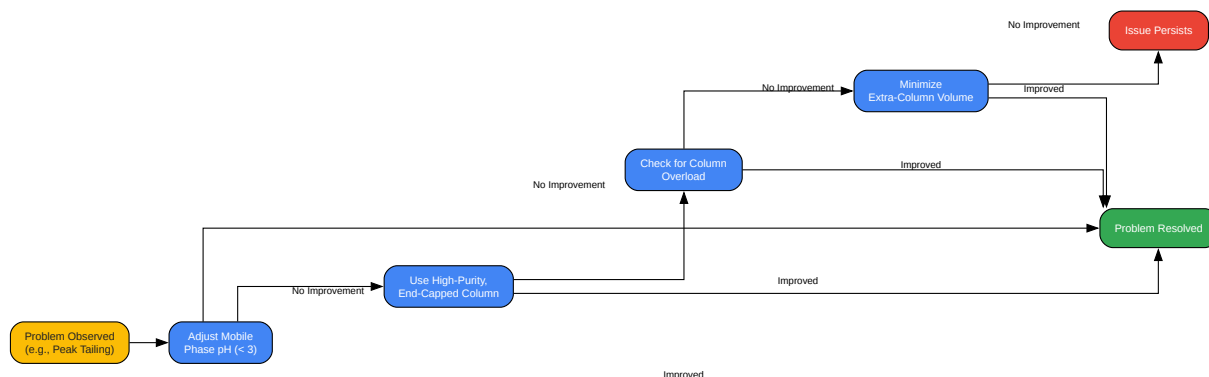 No Improvement
Issue Persists
No Improvement
Minimize
Extra-Column Volume
Improved
Check for Column
Overload
Improved
No Improvement
Problem Resolved
Use High-Purity,
End-Capped Column
Improved
No Improvement
Problem Observed
(e.g., Peak Tailing)
Adjust Mobile
Phase pH (< 3)
Improved